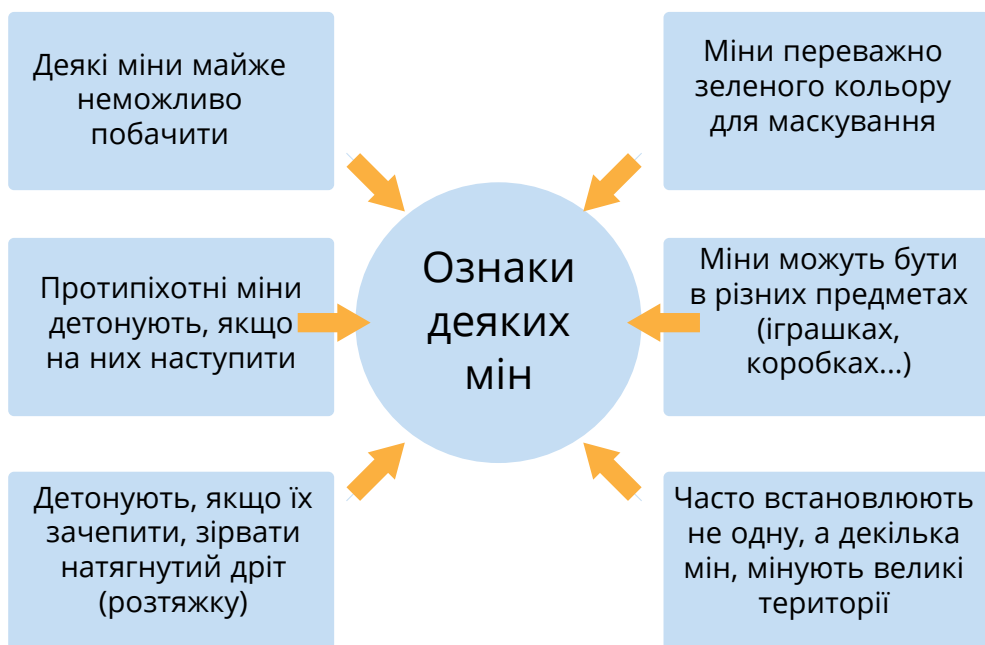 Деякі міни майже
неможливо
побачити
Міни переважно
зеленого кольору
для маскування
Протипіхотні міни
детонують, якщо
на них наступити
Ознаки
деяких
мін
Міни можуть бути
в різних предметах
(іграшках,
коробках...)
Детонують, якщо їх
зачепити, зірвати
натягнутий дріт
(розтяжку)
Часто встановлюють
не одну, а декілька
мін, мінують великі
території